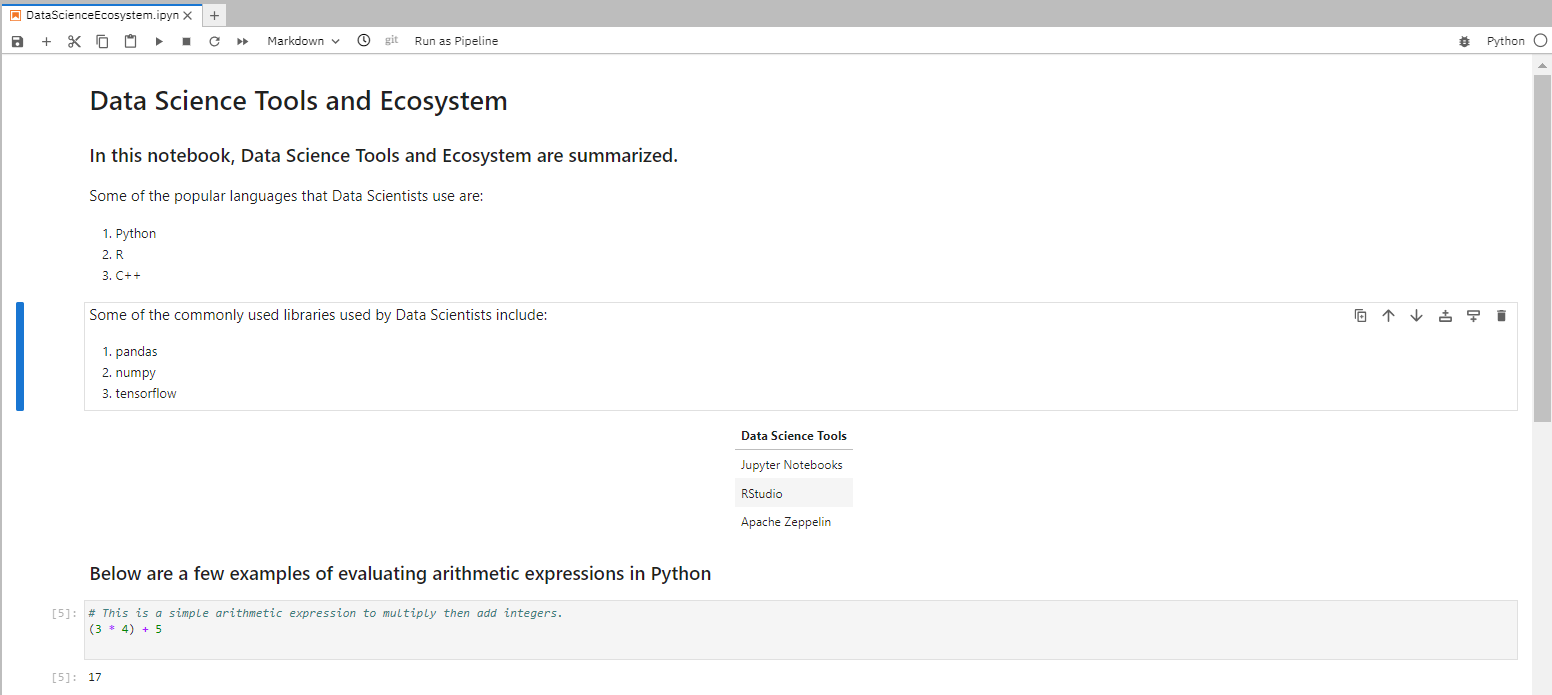 DataScienceEcosystem.ipyn
Markdown git Run as Pipeline Python
Data Science Tools and Ecosystem
In this notebook, Data Science Tools and Ecosystem are summarized.
Some of the popular languages that Data Scientists use are:
1. Python
2. R
3. C++
Some of the commonly used libraries used by Data Scientists include:
1. pandas
2. numpy
3. tensorflow
Data Science Tools
Jupyter Notebooks
RStudio
Apache Zeppelin
Below are a few examples of evaluating arithmetic expressions in Python
[5]: # This is a simple arithmetic expression to multiply then add integers.
(3 * 4) + 5
[5]: 17